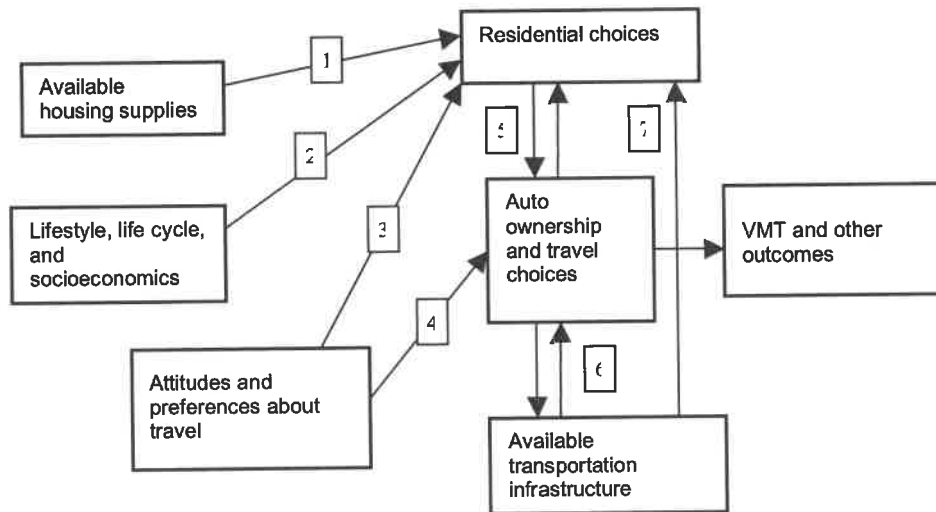 Residential choices
1
Available
housing supplies
2
5
7
Auto
ownership
and travel
choices
VMT and other
outcomes
Lifestyle, life cycle,
and
socioeconomics
3
4
6
Attitudes and
preferences about
travel
Available
transportation
infrastructure